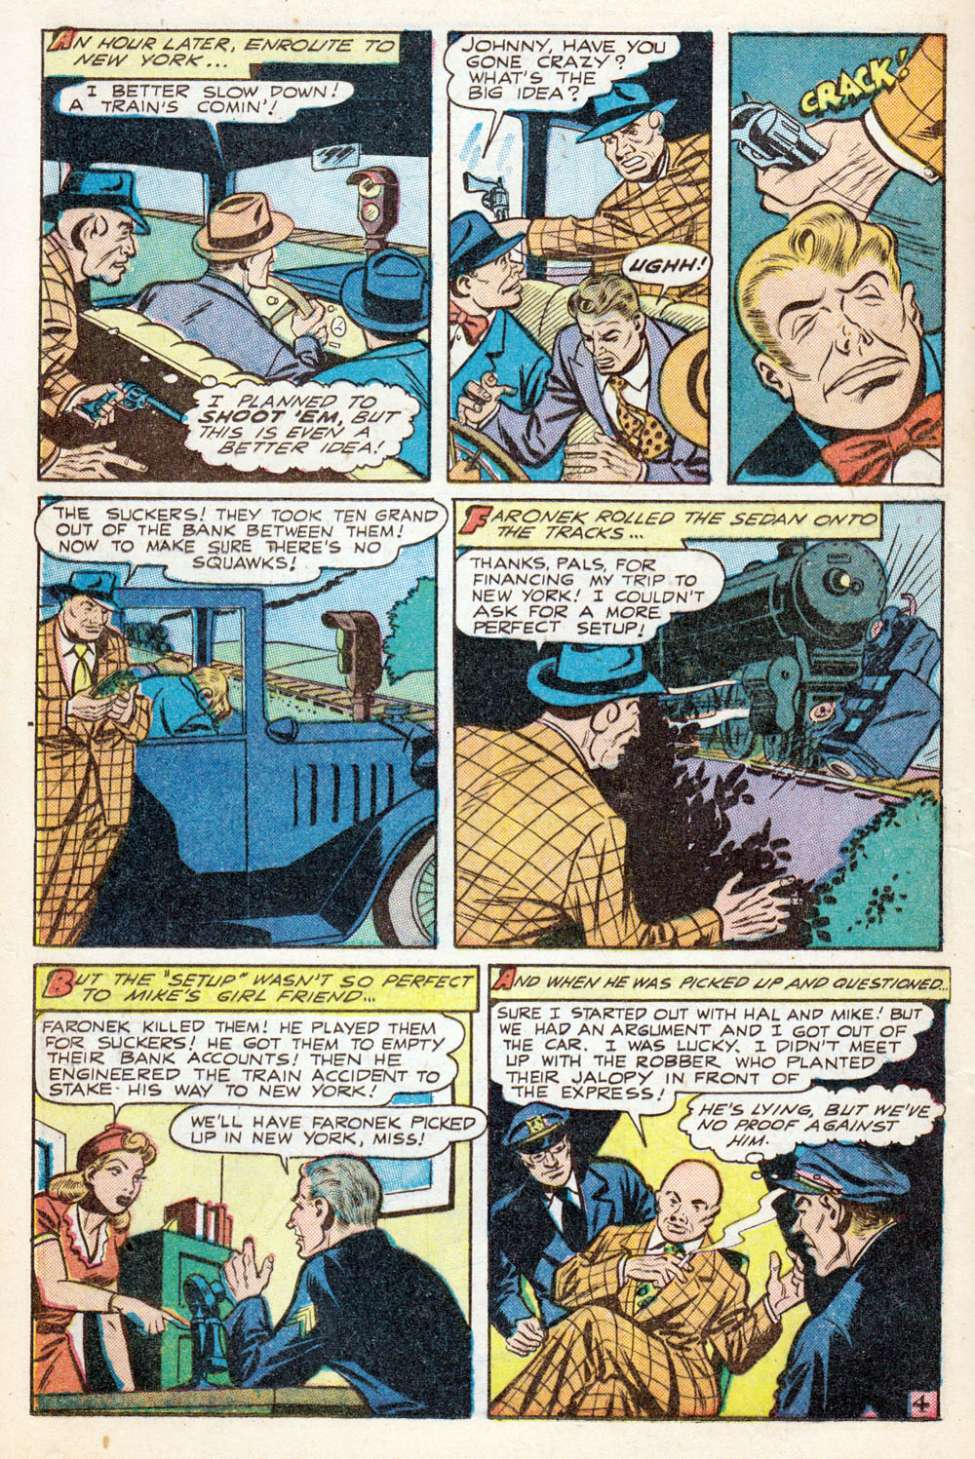 AN HOUR LATER, ENROUTE TO
NEW YORK...
I BETTER SLOW DOWN!
A TRAIN'S COMIN'!
I PLANNED TO
SHOOT 'EM, BUT
THIS IS EVEN A
BETTER IDEA!
JOHNNY, HAVE YOU
GONE CRAZY?
WHAT'S THE
BIG IDEA?
UGHH!
CRACK!
THE SUCKERS! THEY TOOK TEN GRAND
OUT OF THE BANK BETWEEN THEM!
NOW TO MAKE SURE THERE'S NO
SQUAWKS!
FARONEK ROLLED THE SEDAN ONTO
THE TRACKS...
THANKS, PALS, FOR
FINANCING MY TRIP TO
NEW YORK! I COULDN'T
ASK FOR A MORE
PERFECT SETUP!
BUT THE "SETUP" WASN'T SO PERFECT
TO MIKE'S GIRL FRIEND...
FARONEK KILLED THEM! HE PLAYED THEM
FOR SUCKERS! HE GOT THEM TO EMPTY
THEIR BANK ACCOUNTS! THEN HE
ENGINEERED THE TRAIN ACCIDENT TO
STAKE HIS WAY TO NEW YORK!
WE'LL HAVE FARONEK PICKED
UP IN NEW YORK, MISS!
AND WHEN HE WAS PICKED UP AND QUESTIONED...
SURE I STARTED OUT WITH HAL AND MIKE! BUT
WE HAD AN ARGUMENT AND I GOT OUT OF
THE CAR. I WAS LUCKY. I DIDN'T MEET
UP WITH THE ROBBER WHO PLANTED
THEIR JALOPY IN FRONT OF
THE EXPRESS!
HE'S LYING, BUT WE'VE
NO PROOF AGAINST
HIM.
4